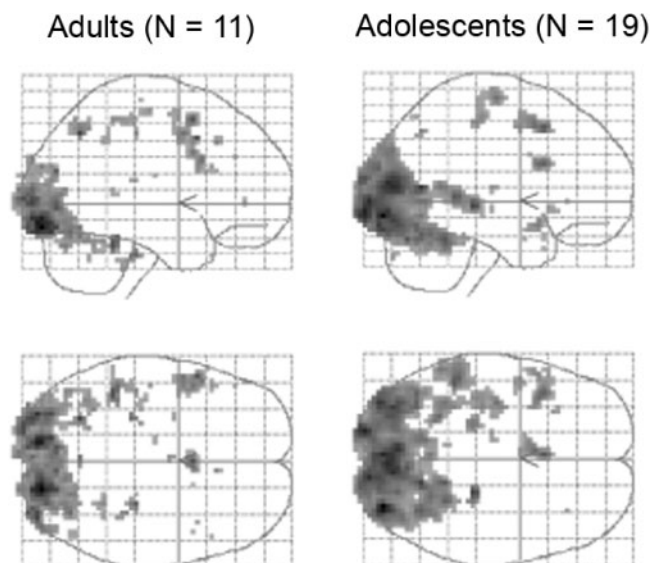 Adults (N = 11)
Adolescents (N = 19)